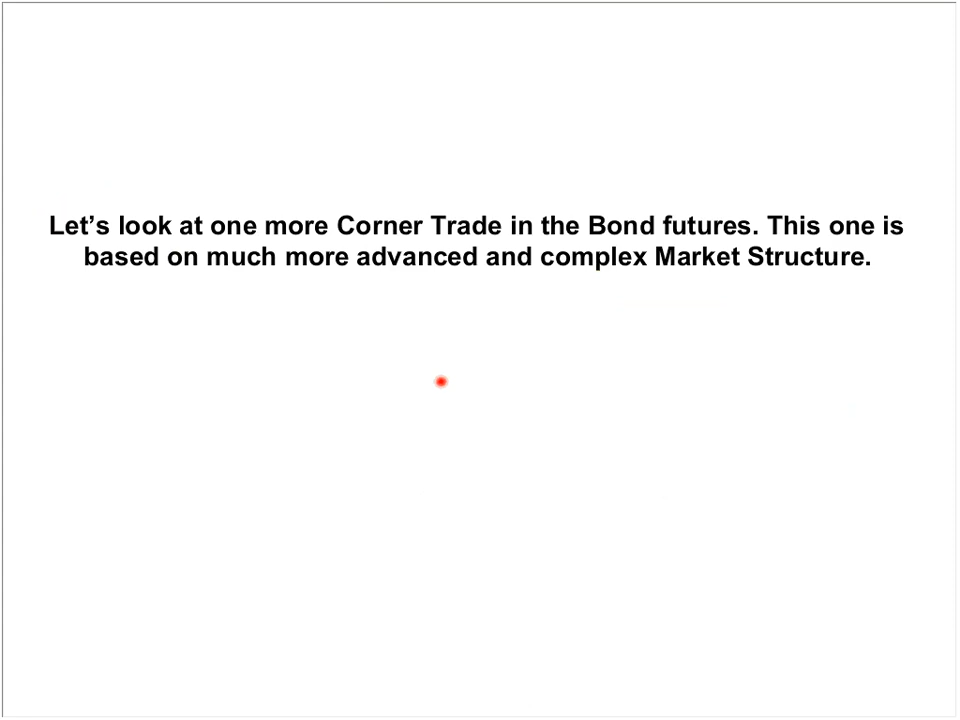 Let’s look at one more Corner Trade in the Bond futures. This one is
based on much more advanced and complex Market Structure.